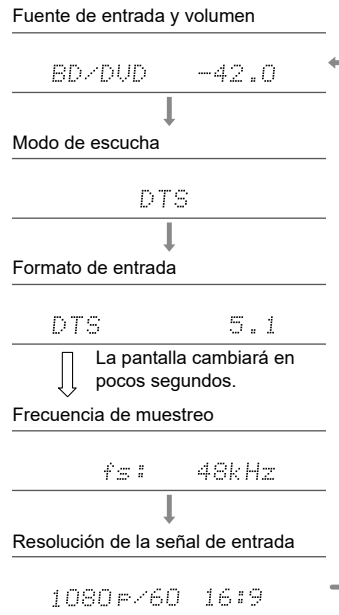 Fuente de entrada y volumen
BD/DVD -42.0
Modo de escucha
DTS
Formato de entrada
DTS 5.1
La pantalla cambiará en
pocos segundos.
Frecuencia de muestreo
fs: 48kHz
Resolución de la señal de entrada
1080p/60 16:9